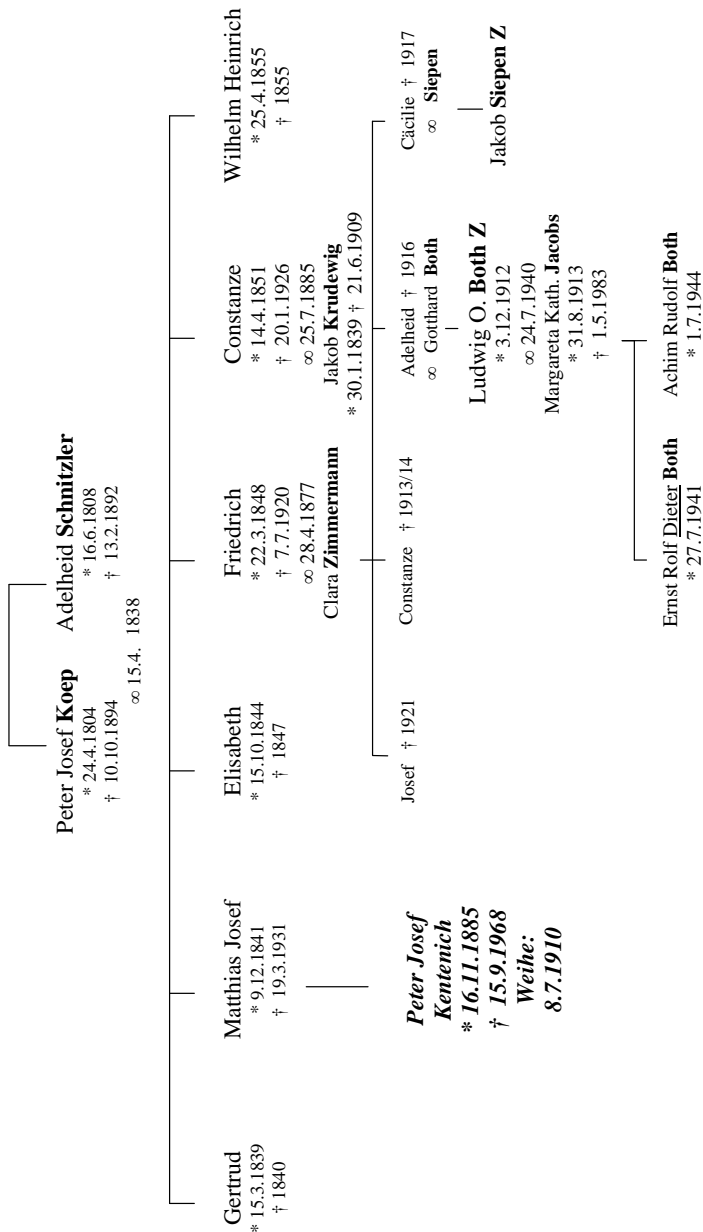 Peter Josef Koep
* 24.4.1804
† 10.10.1894
Adelheid Schnitzler
* 16.6.1808
† 13.2.1892
∞ 15.4. 1838
Gertrud
* 15.3.1839
† 1840
Matthias Josef
* 9.12.1841
† 19.3.1931
Elisabeth
* 15.10.1844
† 1847
Friedrich
* 22.3.1848
† 7.7.1920
∞ 28.4.1877
Clara Zimmermann
Constanze
* 14.4.1851
† 20.1.1926
∞ 25.7.1885
Jakob Krudewig
* 30.1.1839 † 21.6.1909
Wilhelm Heinrich
* 25.4.1855
† 1855
Peter Josef
Kentenich
* 16.11.1885
† 15.9.1968
Weihe:
8.7.1910
Josef † 1921
Constanze † 1913/14
Adelheid † 1916
∞ Gotthard Both
Cäcilie † 1917
∞ Siepen
Ludwig O. Both Z
* 3.12.1912
∞ 24.7.1940
Margareta Kath. Jacobs
* 31.8.1913
† 1.5.1983
Jakob Siepen Z
Ernst Rolf Dieter Both
* 27.7.1941
Achim Rudolf Both
* 1.7.1944